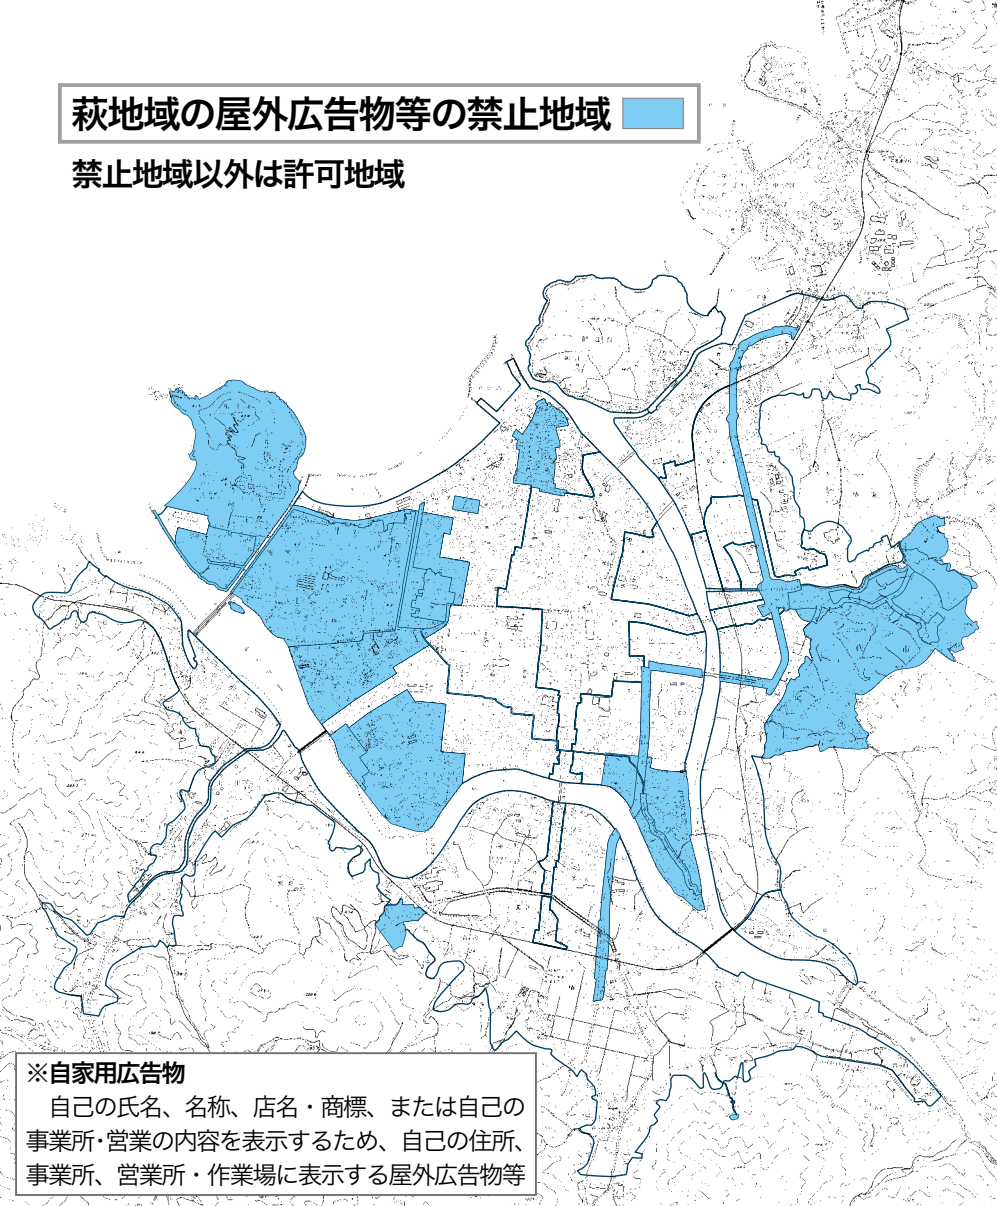 萩地域の屋外広告物等の禁止地域
禁止地域以外は許可地域
※自家用広告物
自己の氏名、名称、店名・商標、または自己の
事業所・営業の内容を表示するため、自己の住所、
事業所、営業所・作業場に表示する屋外広告物等